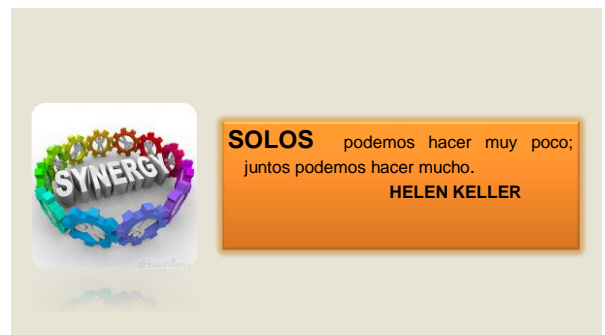 SYNERGY
SOLOS podemos hacer muy poco;
juntos podemos hacer mucho.
HELEN KELLER